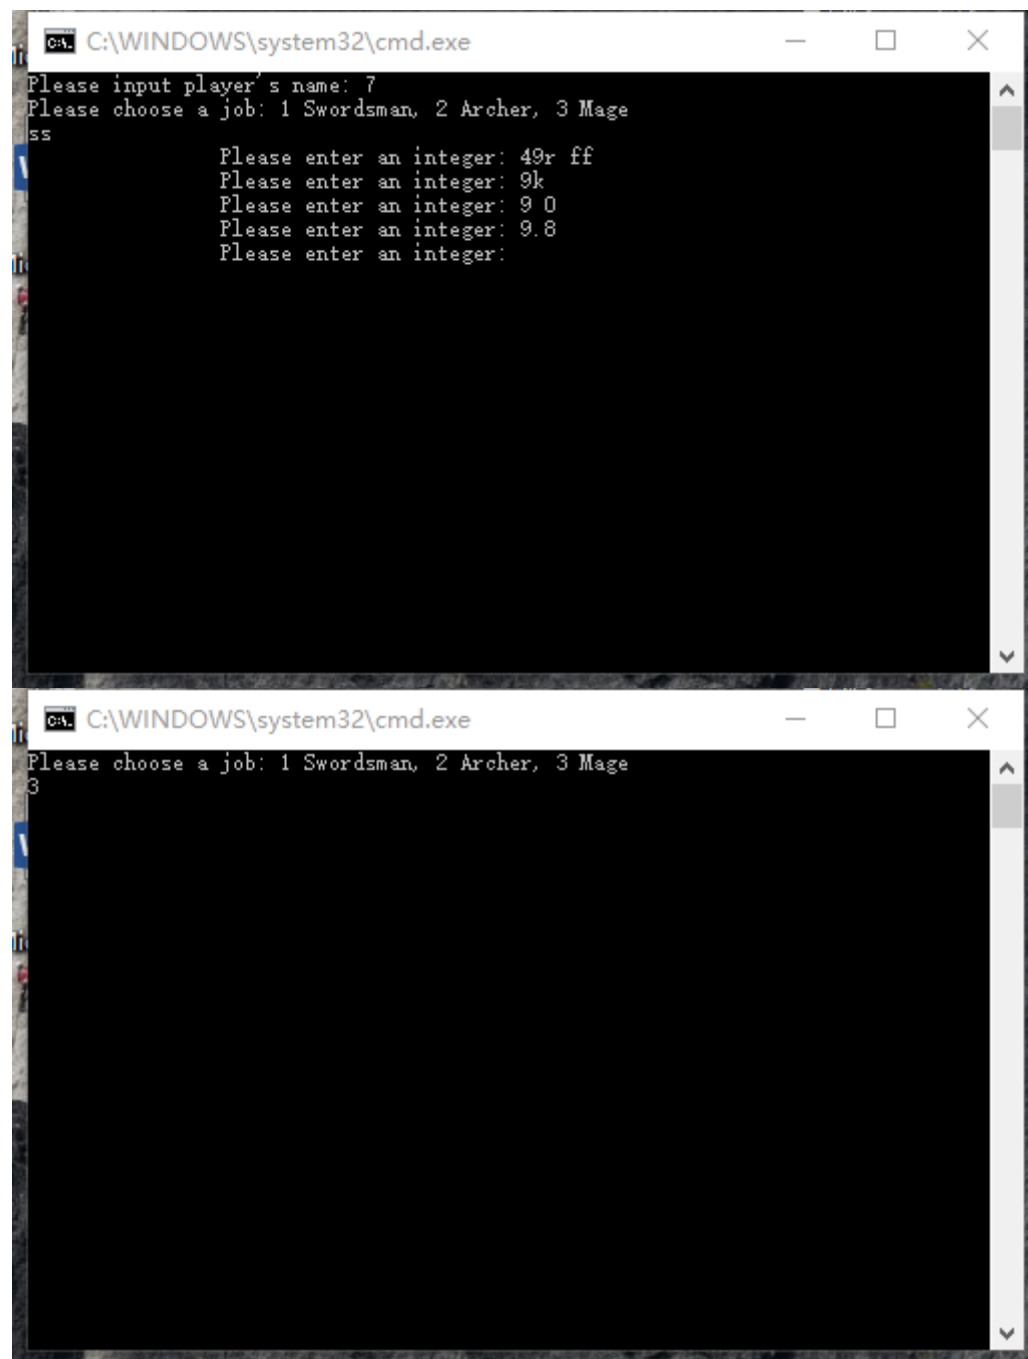 C:\WINDOWS\system32\cmd.exe
Please input player's name: 7
Please choose a job: 1 Swordsman, 2 Archer, 3 Mage
ss
Please enter an integer: 49r ff
Please enter an integer: 9k
Please enter an integer: 9 0
Please enter an integer: 9.8
Please enter an integer:
C:\WINDOWS\system32\cmd.exe
Please choose a job: 1 Swordsman, 2 Archer, 3 Mage
3